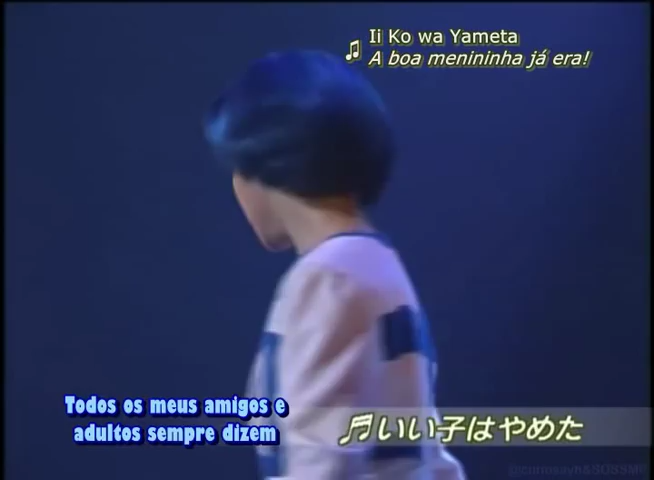 ♫ Ii Ko wa Yameta
A boa menininha já era!
Todos os meus amigos e
adultos sempre dizem
♬いい子はやめた